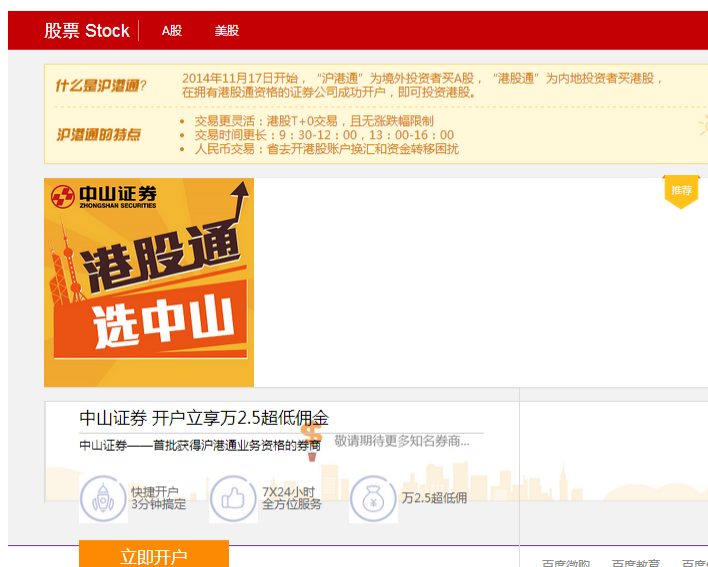 股票 Stock
A股
美股
什么是沪港通?
2014年11月17日开始，“沪港通”为境外投资者买A股，“港股通”为内地投资者买港股，
在拥有港股通资格的证券公司成功开户，即可投资港股。
沪港通的特点
• 交易更灵活：港股T+0交易，且无涨跌幅限制
• 交易时间更长：9：30-12：00，13：00-16：00
• 人民币交易：省去开港股账户换汇和资金转移困扰
中山证券
ZHONGSHAN SECURITIES
港股通
选中山
推荐
中山证券 开户立享万2.5超低佣金
中山证券——首批获得沪港通业务资格的券商
敬请期待更多知名券商...
快捷开户
3分钟搞定
7X24小时
全方位服务
万2.5超低佣
立即开户
百度微购
百度教育